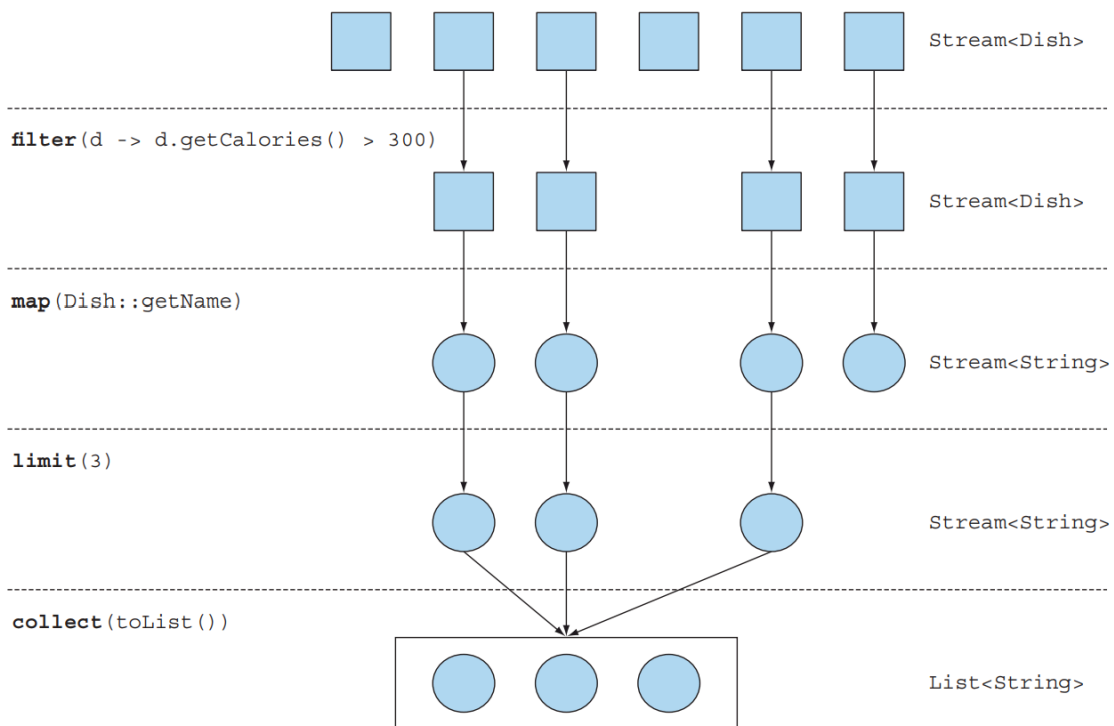 Stream<Dish>
filter(d -> d.getCalories() > 300)
Stream<Dish>
map(Dish::getName)
Stream<String>
limit(3)
Stream<String>
collect(toList())
List<String>